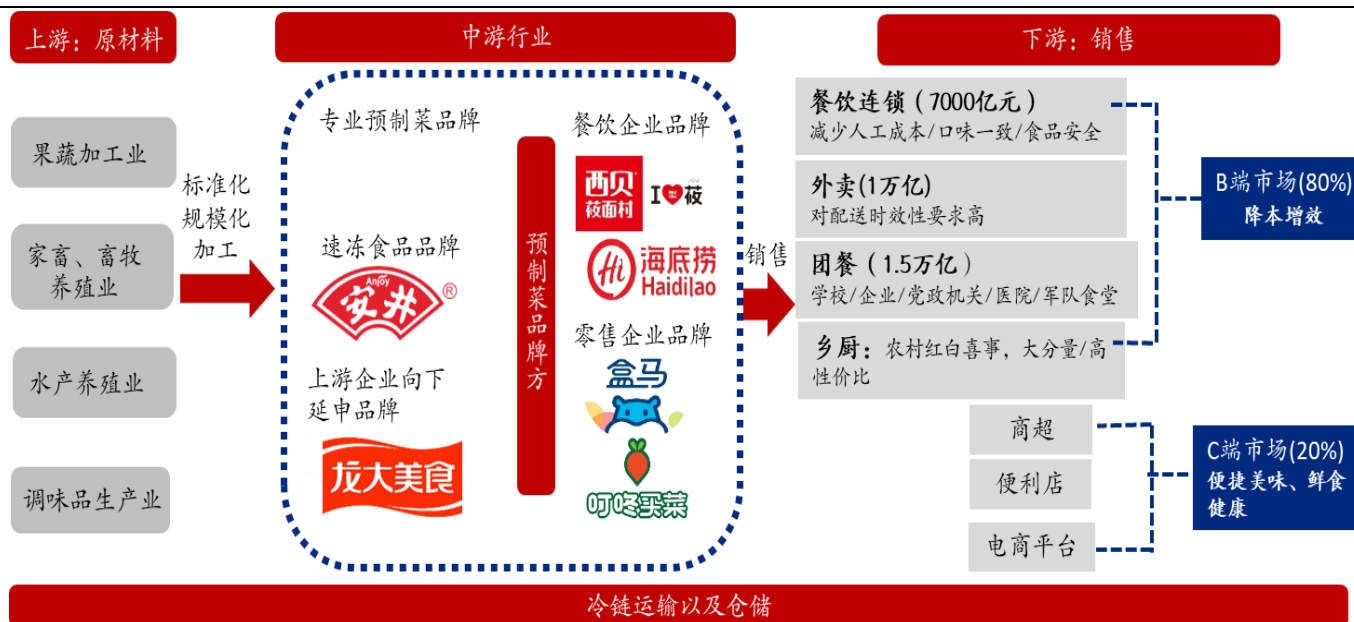 上游：原材料
果蔬加工业
家畜、畜牧
养殖业
水产养殖业
调味品生产业
标准化
规模化
加工
中游行业
专业预制菜品牌
速冻食品品牌
Anjoy
安井®
上游企业向下
延申品牌
龙大美食
预制菜品牌方
餐饮企业品牌
西贝
莜面村
I❤莜
Hi 海底捞
Haidilao
零售企业品牌
盒马
叮咚买菜
销售
下游：销售
餐饮连锁（7000亿元）
减少人工成本/口味一致/食品安全
外卖(1万亿)
对配送时效性要求高
团餐（1.5万亿）
学校/企业/党政机关/医院/军队食堂
乡厨：农村红白喜事，大分量/高
性价比
商超
便利店
电商平台
B端市场(80%)
降本增效
C端市场(20%)
便捷美味、鲜食
健康
冷链运输以及仓储